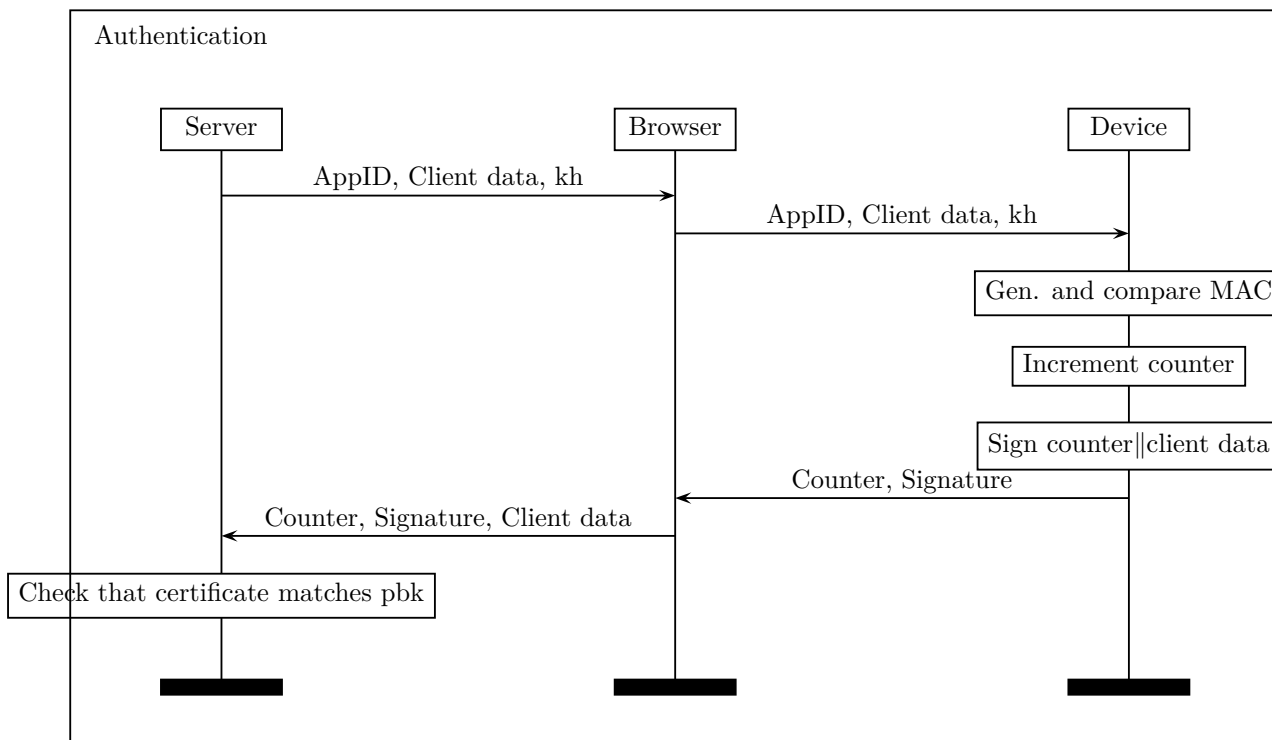 Authentication
Server
Browser
Device
AppID, Client data, kh
AppID, Client data, kh
Gen. and compare MAC
Increment counter
Sign counter∥client data
Counter, Signature
Counter, Signature, Client data
Check that certificate matches pbk